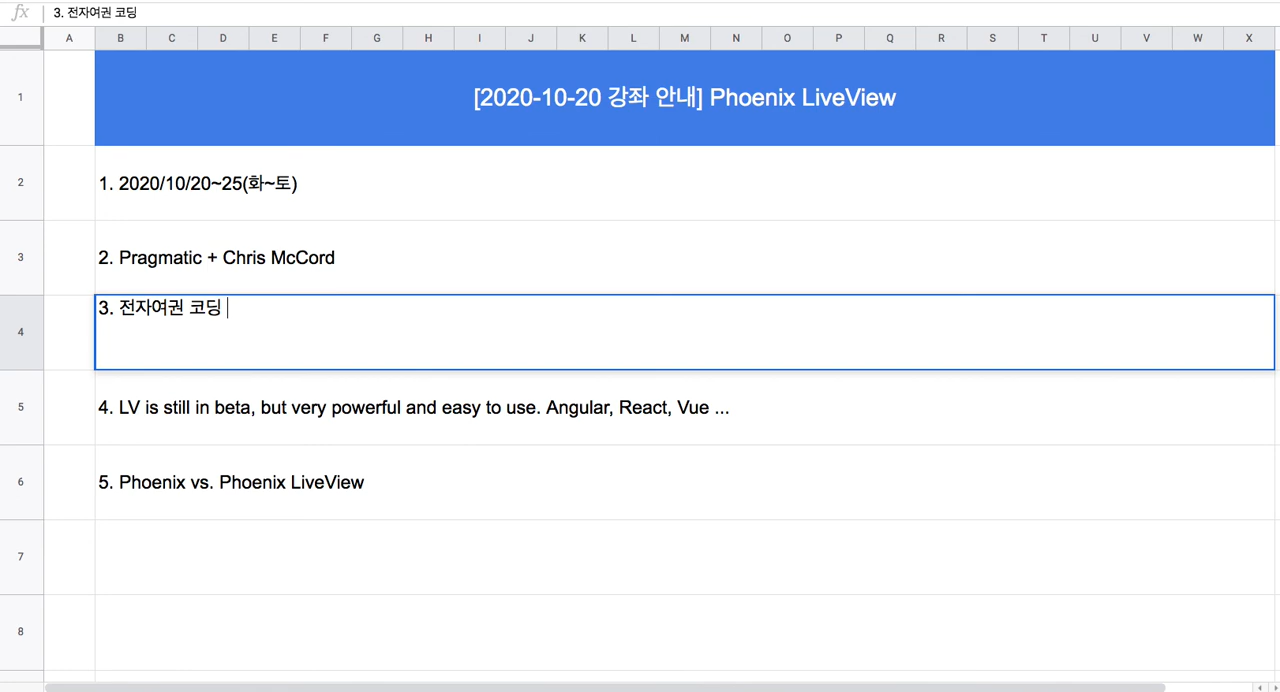 fx 3. 전자여권 코딩
A B C D E F G H I J K L M N O P Q R S T U V W X
1 [2020-10-20 강좌 안내] Phoenix LiveView
2 1. 2020/10/20~25(화~토)
3 2. Pragmatic + Chris McCord
4 3. 전자여권 코딩
5 4. LV is still in beta, but very powerful and easy to use. Angular, React, Vue ...
6 5. Phoenix vs. Phoenix LiveView
7
8